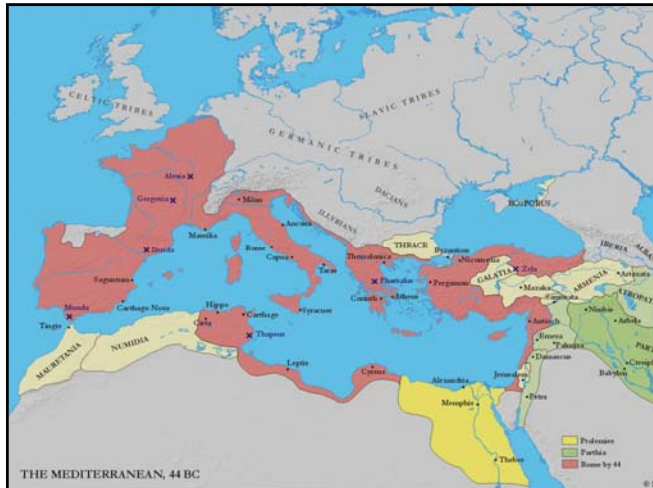 CELTIC TRIBES
SLAVIC TRIBES
GERMANIC TRIBES
Alesia
Gergovia
DACIANS
BOSPORUS
Milan
ILLYRIANS
Massilia
Ancona
THRACE
IBERIA
Ilerda
Rome
Byzantium
Capua
Thessalonica
Nicomedia
Zela
Saguntum
GALATIA
ARMENIA
Artaxata
Pharsalus
Pergamon
Mazaka
Samosata
Munda
Carthago Nova
Hippo
Carthage
Syracuse
Corinth
Athens
Antioch
Nisibis
Tingis
Cirta
Thapsus
Emesa
Palmyra
Arbela
MAURETANIA
NUMIDIA
Leptis
Cyrene
Damascus
Alexandria
Jerusalem
Babylon
Memphis
Petra
Thebes
Ptolemies
Parthia
Rome by 44
THE MEDITERRANEAN, 44 BC